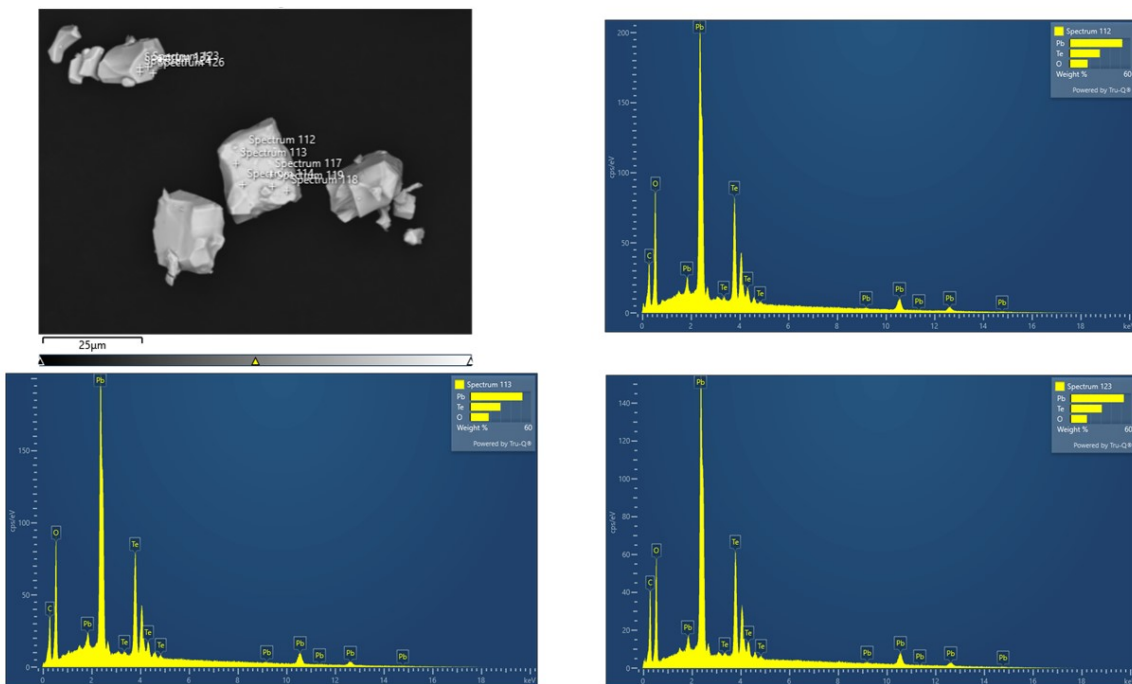 Spectrum 123
Spectrum 126
Spectrum 112
Spectrum 113
Spectrum 117
Spectrum 119
Spectrum 118
25µm
200
150
100
50
0
cps/eV
Pb
O
Te
C
Pb
Te
Te
Te
Pb
Pb
Pb
Pb
Pb
0 2 4 6 8 10 12 14 16 18 keV
Spectrum 112
Pb
Te
O
Weight % 60
Powered by Tru-Q®
150
100
50
0
cps/eV
Pb
O
Te
C
Pb
Te
Te
Te
Pb
Pb
Pb
Pb
Pb
0 2 4 6 8 10 12 14 16 18 keV
Spectrum 113
Pb
Te
O
Weight % 60
Powered by Tru-Q®
140
120
100
80
60
40
20
0
cps/eV
Pb
O
Te
C
Pb
Te
Te
Te
Pb
Pb
Pb
Pb
Pb
0 2 4 6 8 10 12 14 16 18 keV
Spectrum 123
Pb
Te
O
Weight % 60
Powered by Tru-Q®